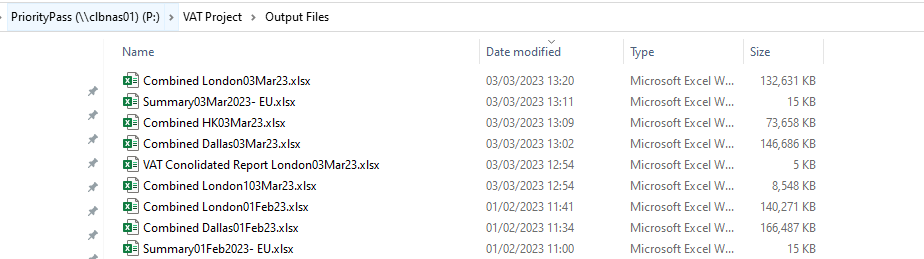 PriorityPass (\\clbnas01) (P:) > VAT Project > Output Files
Name Date modified Type Size
Combined London03Mar23.xlsx 03/03/2023 13:20 Microsoft Excel W... 132,631 KB
Summary03Mar2023- EU.xlsx 03/03/2023 13:11 Microsoft Excel W... 15 KB
Combined HK03Mar23.xlsx 03/03/2023 13:09 Microsoft Excel W... 73,658 KB
Combined Dallas03Mar23.xlsx 03/03/2023 13:02 Microsoft Excel W... 146,686 KB
VAT Conolidated Report London03Mar23.xlsx 03/03/2023 12:54 Microsoft Excel W... 5 KB
Combined London103Mar23.xlsx 03/03/2023 12:54 Microsoft Excel W... 8,548 KB
Combined London01Feb23.xlsx 01/02/2023 11:41 Microsoft Excel W... 140,271 KB
Combined Dallas01Feb23.xlsx 01/02/2023 11:34 Microsoft Excel W... 166,487 KB
Summary01Feb2023- EU.xlsx 01/02/2023 11:00 Microsoft Excel W... 15 KB